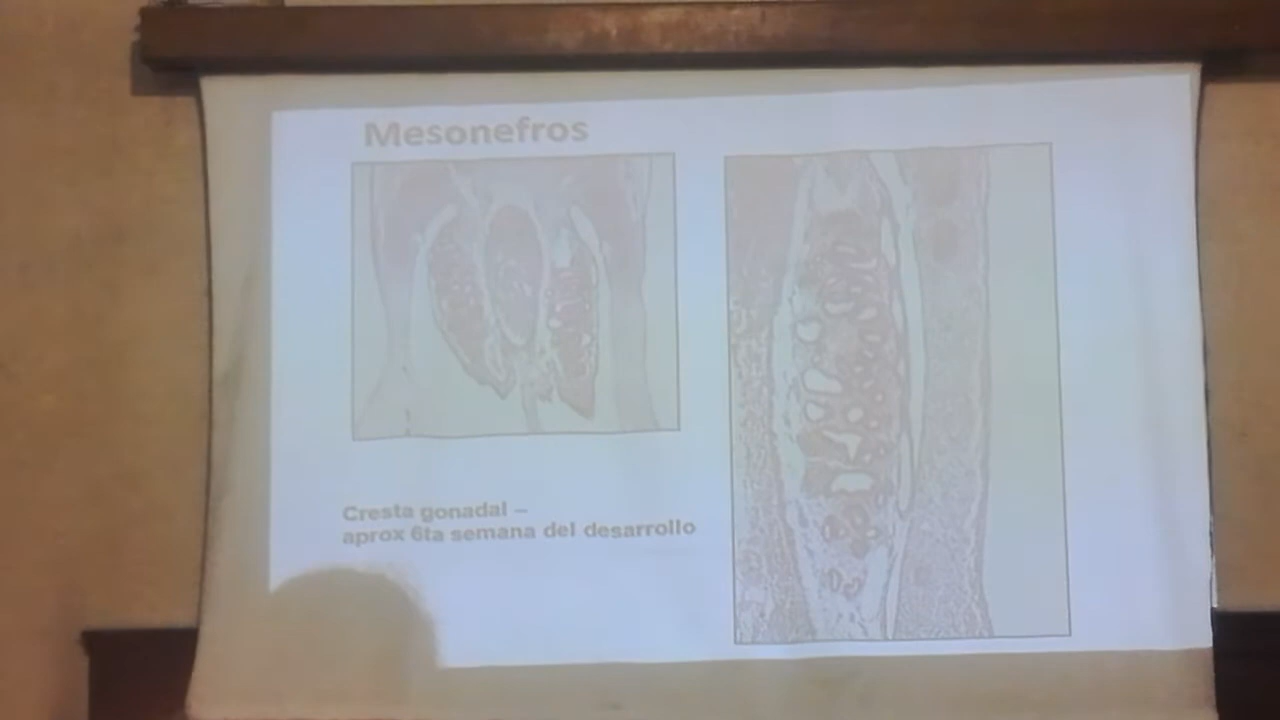 Mesonefros
Cresta gonadal –
aprox 6ta semana del desarrollo